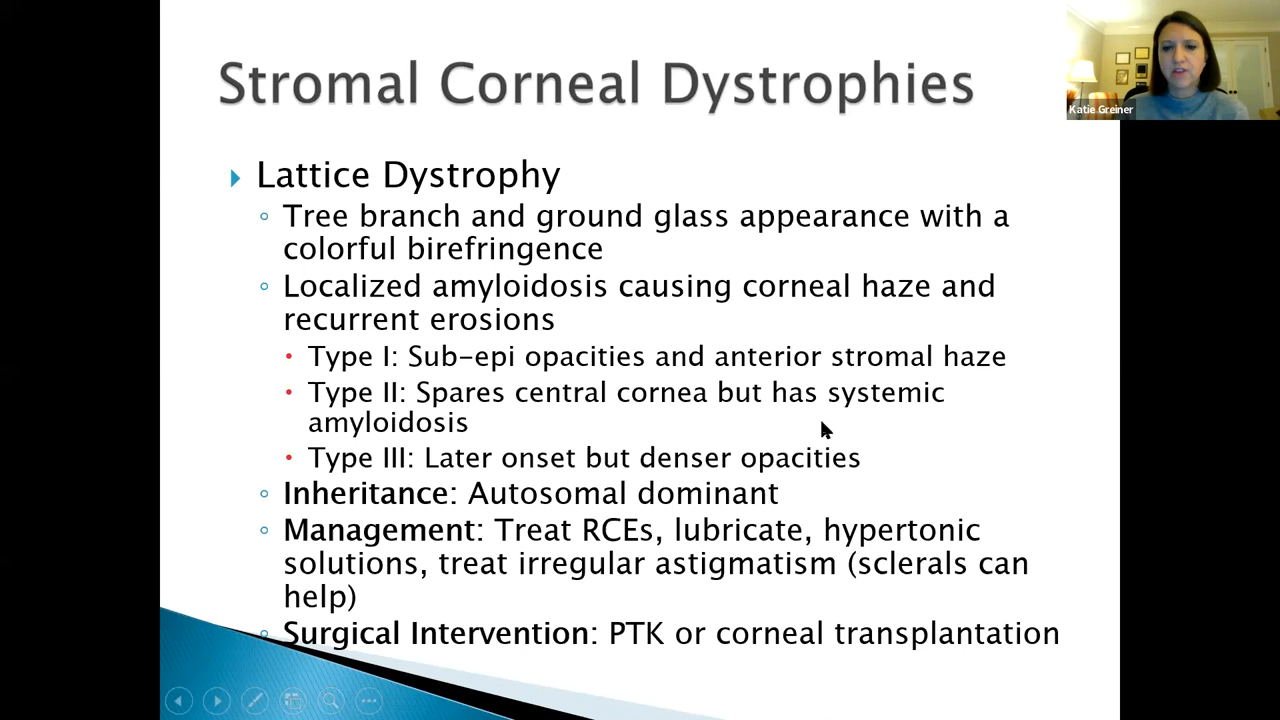 Stromal Corneal Dystrophies
Katie Greiner
Lattice Dystrophy
Tree branch and ground glass appearance with a
colorful birefringence
Localized amyloidosis causing corneal haze and
recurrent erosions
Type I: Sub-epi opacities and anterior stromal haze
Type II: Spares central cornea but has systemic
amyloidosis
Type III: Later onset but denser opacities
Inheritance: Autosomal dominant
Management: Treat RCEs, lubricate, hypertonic
solutions, treat irregular astigmatism (sclerals can
help)
Surgical Intervention: PTK or corneal transplantation